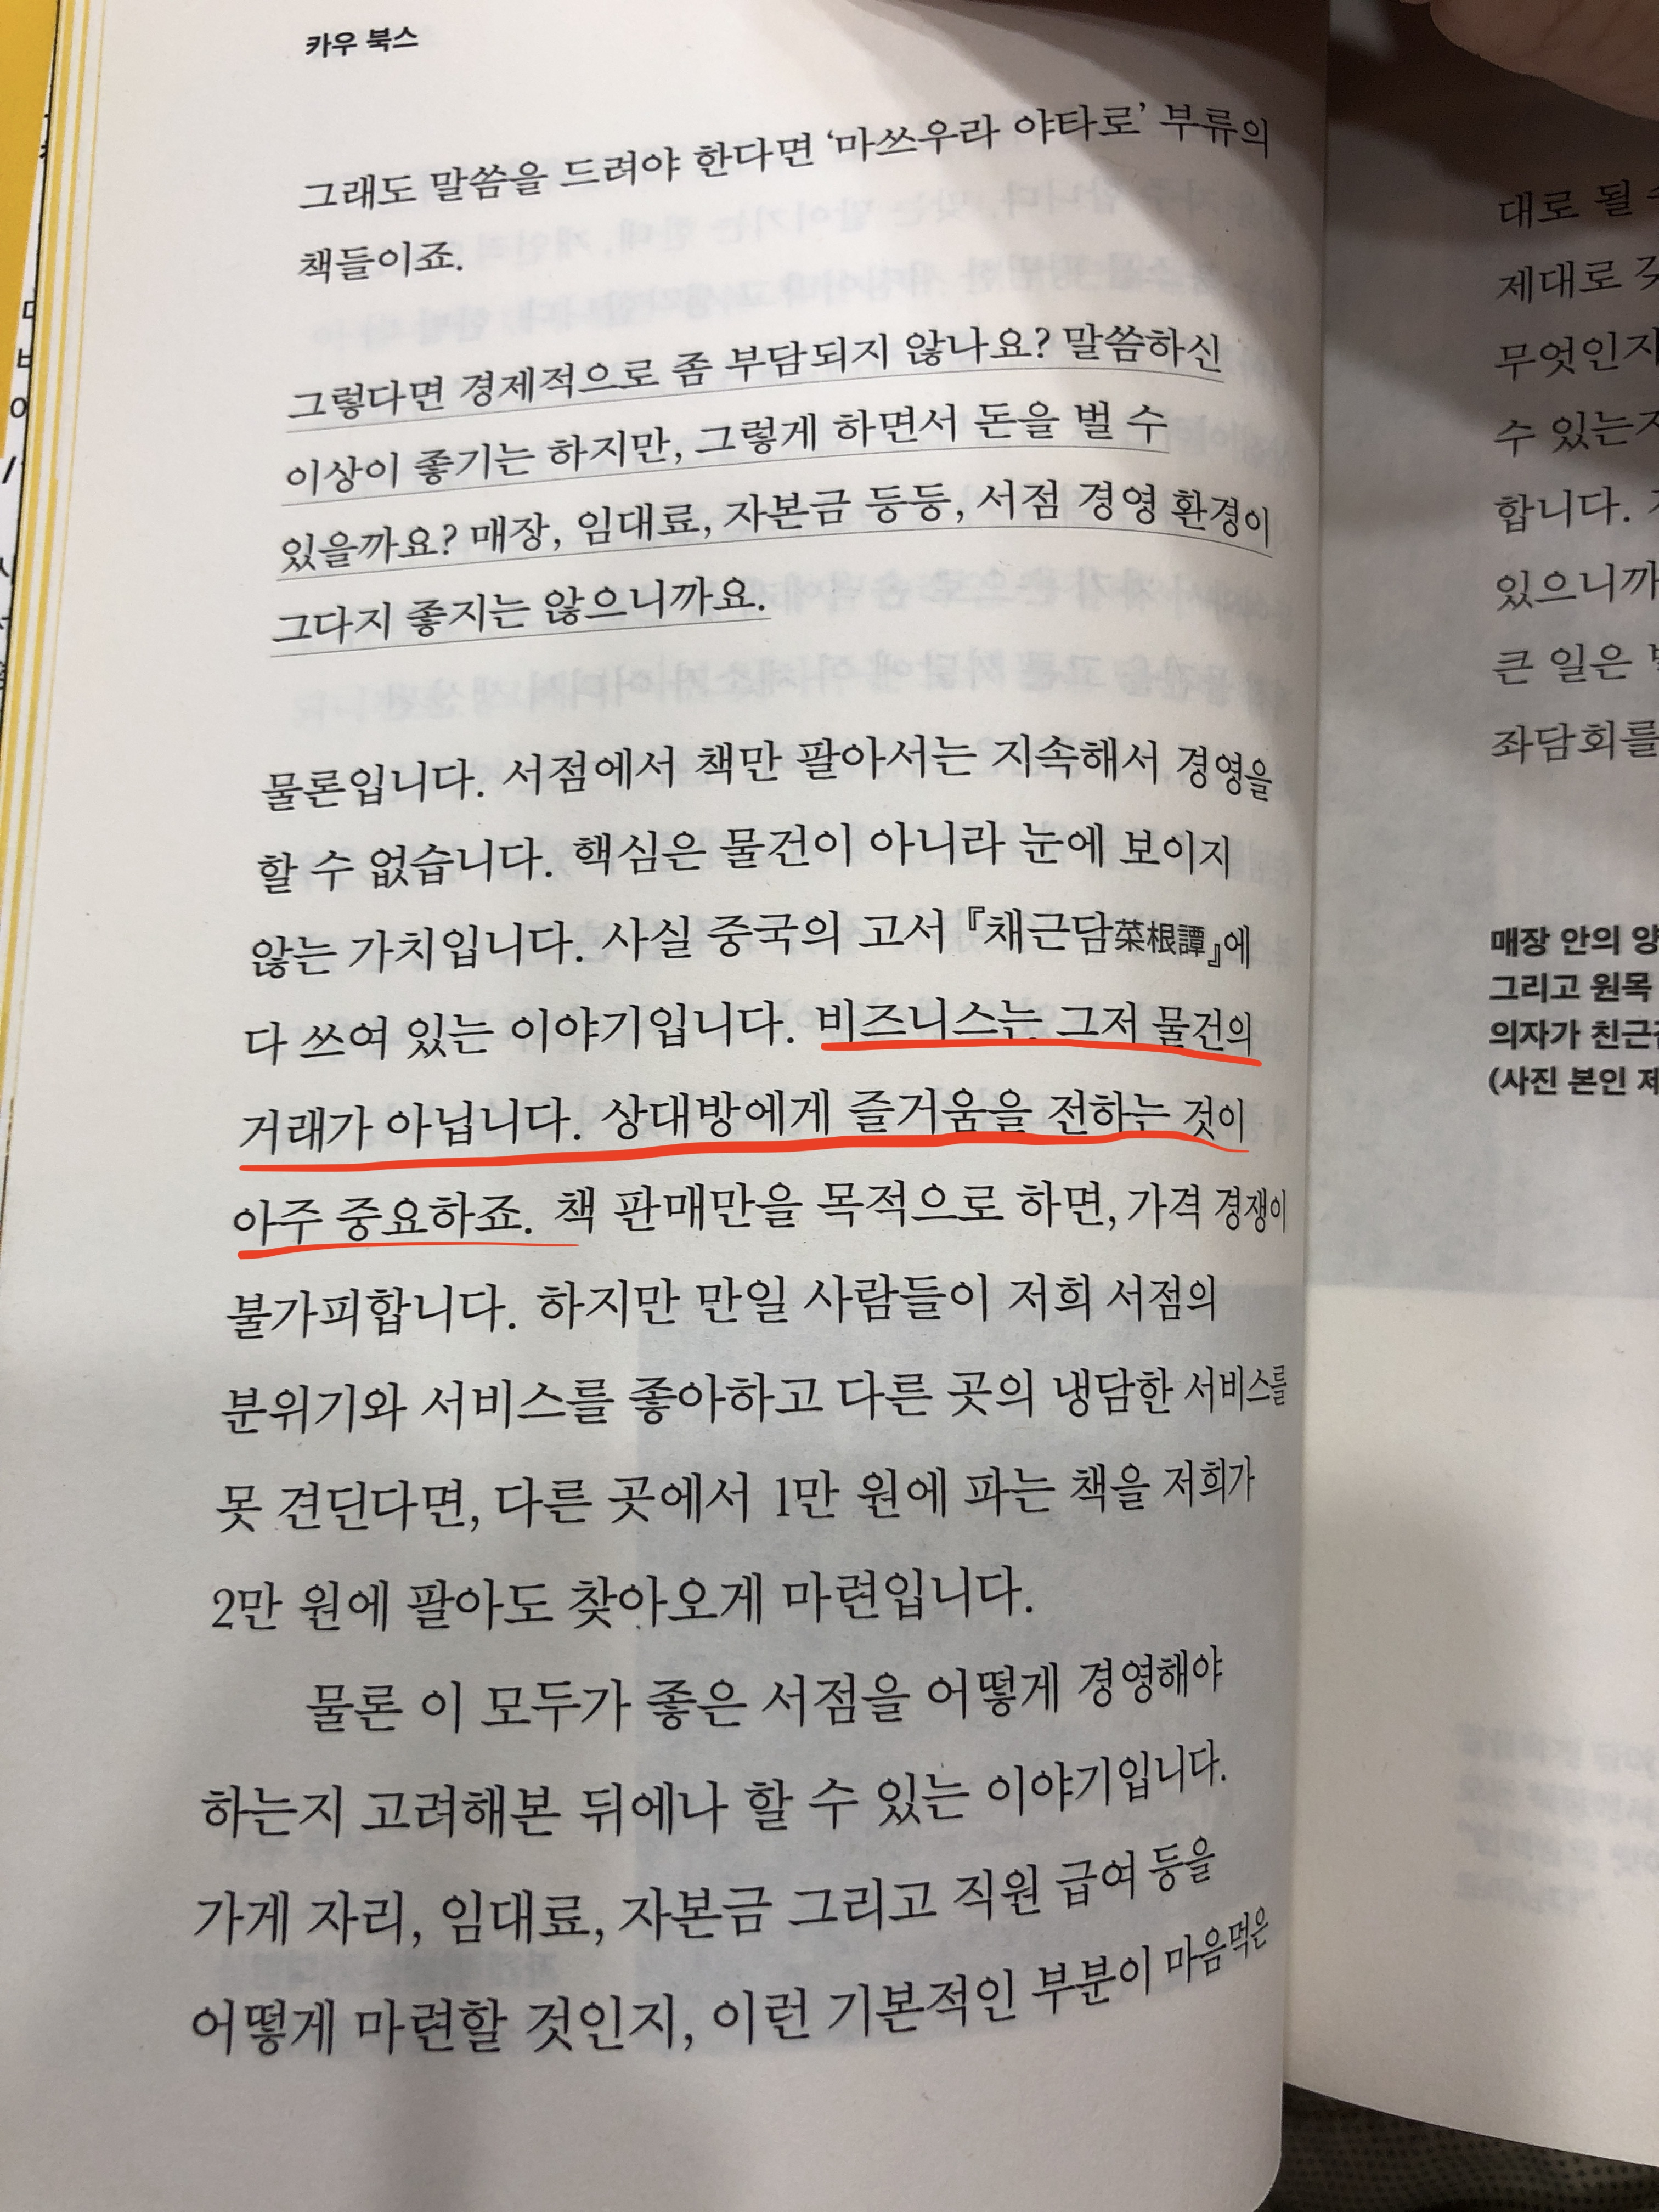 카우 북스
그래도 말씀을 드려야 한다면 ‘마쓰우라 야타로’ 부류의
책들이죠.
그렇다면 경제적으로 좀 부담되지 않나요? 말씀하신
이상이 좋기는 하지만, 그렇게 하면서 돈을 벌 수
있을까요? 매장, 임대료, 자본금 등등, 서점 경영 환경이
그다지 좋지는 않으니까요.
물론입니다. 서점에서 책만 팔아서는 지속해서 경영을
할 수 없습니다. 핵심은 물건이 아니라 눈에 보이지
않는 가치입니다. 사실 중국의 고서 『채근담菜根譚』에
다 쓰여 있는 이야기입니다. 비즈니스는 그저 물건의
거래가 아닙니다. 상대방에게 즐거움을 전하는 것이
아주 중요하죠. 책 판매만을 목적으로 하면, 가격 경쟁이
불가피합니다. 하지만 만일 사람들이 저희 서점의
분위기와 서비스를 좋아하고 다른 곳의 냉담한 서비스를
못 견딘다면, 다른 곳에서 1만 원에 파는 책을 저희가
2만 원에 팔아도 찾아오게 마련입니다.
물론 이 모두가 좋은 서점을 어떻게 경영해야
하는지 고려해본 뒤에나 할 수 있는 이야기입니다.
가게 자리, 임대료, 자본금 그리고 직원 급여 등을
어떻게 마련할 것인지, 이런 기본적인 부분이 마음먹은
대로 될
제대로
무엇인지
수 있는지
합니다.
있으니까
큰 일은
좌담회를
매장 안의
그리고 원목
의자가
(사진 본인